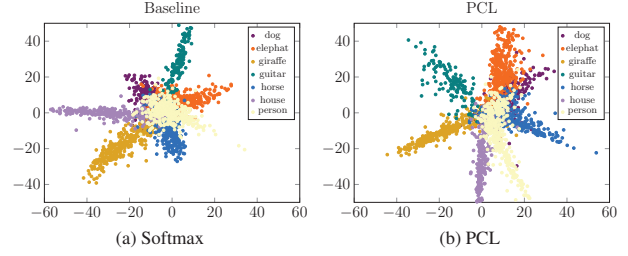 Baseline
40
20
0
−20
−40
−60 −40 −20 0 20 40 60
dog
elephat
giraffe
guitar
horse
house
person
(a) Softmax
PCL
40
20
0
−20
−40
−60 −40 −20 0 20 40 60
dog
elephat
giraffe
guitar
horse
house
person
(b) PCL